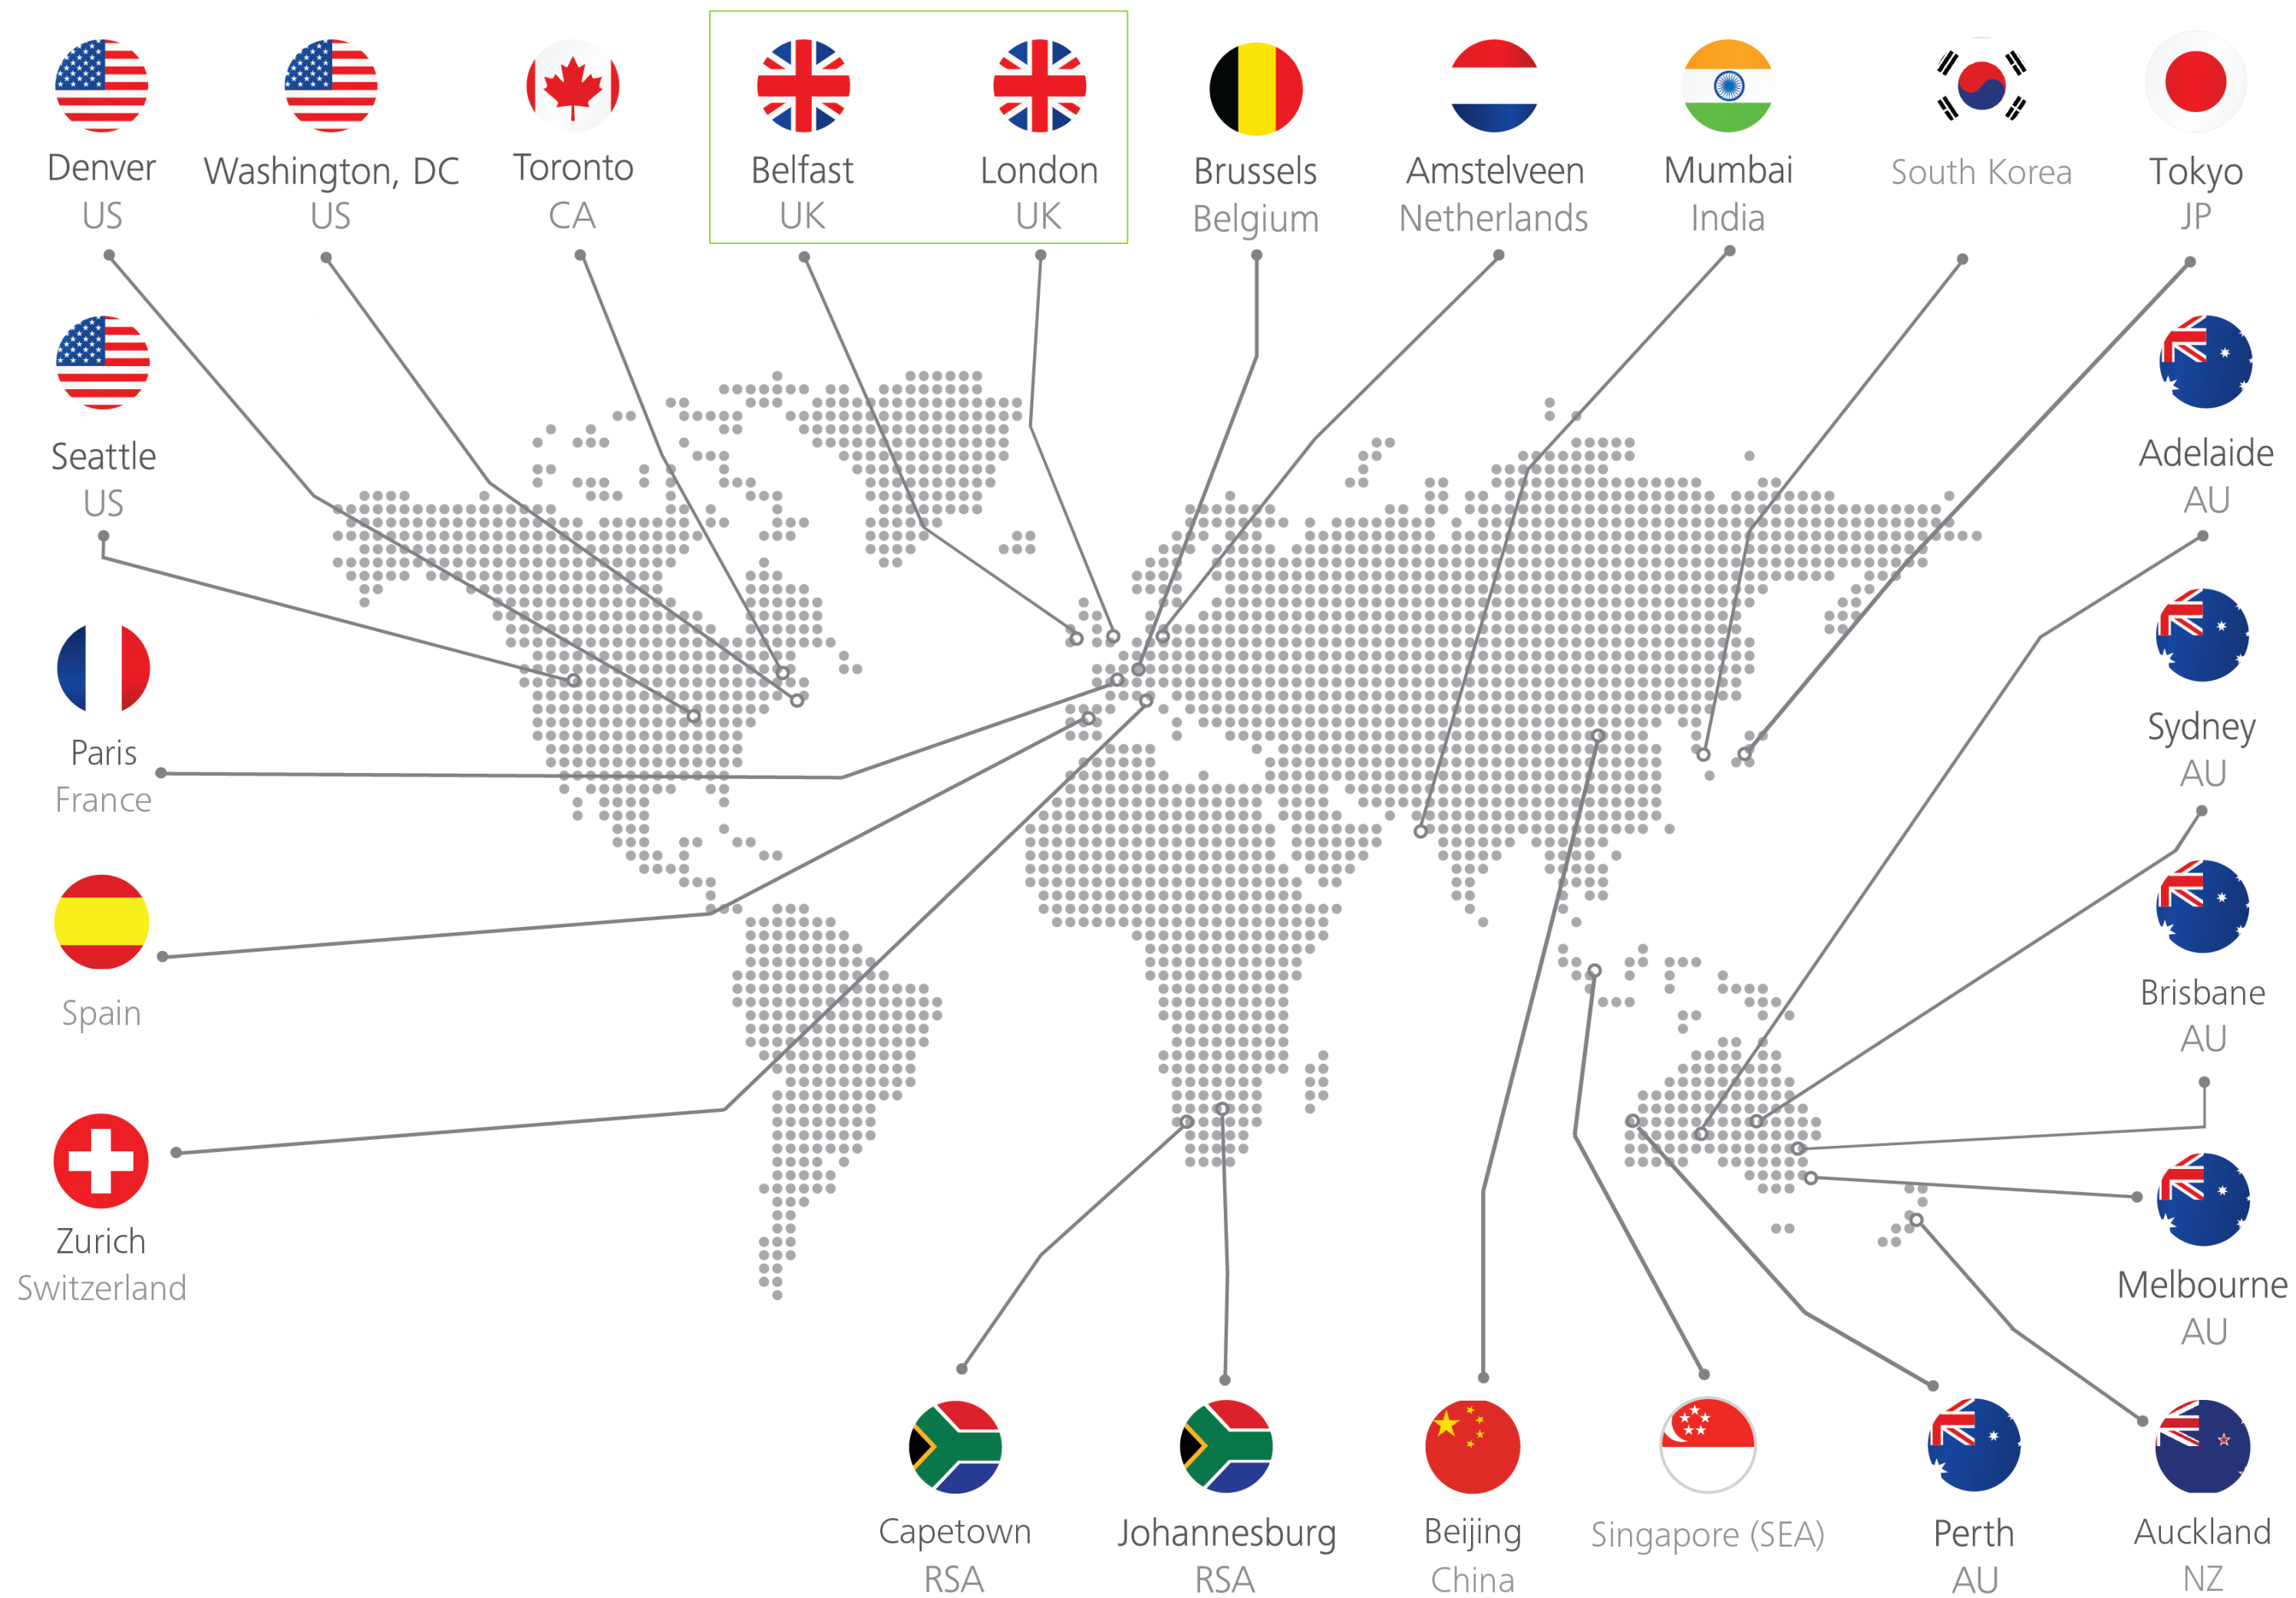 Denver
US
Washington, DC
US
Toronto
CA
Belfast
UK
London
UK
Brussels
Belgium
Amstelveen
Netherlands
Mumbai
India
South Korea
Tokyo
JP
Seattle
US
Adelaide
AU
Paris
France
Sydney
AU
Spain
Brisbane
AU
Zurich
Switzerland
Melbourne
AU
Capetown
RSA
Johannesburg
RSA
Beijing
China
Singapore (SEA)
Perth
AU
Auckland
NZ